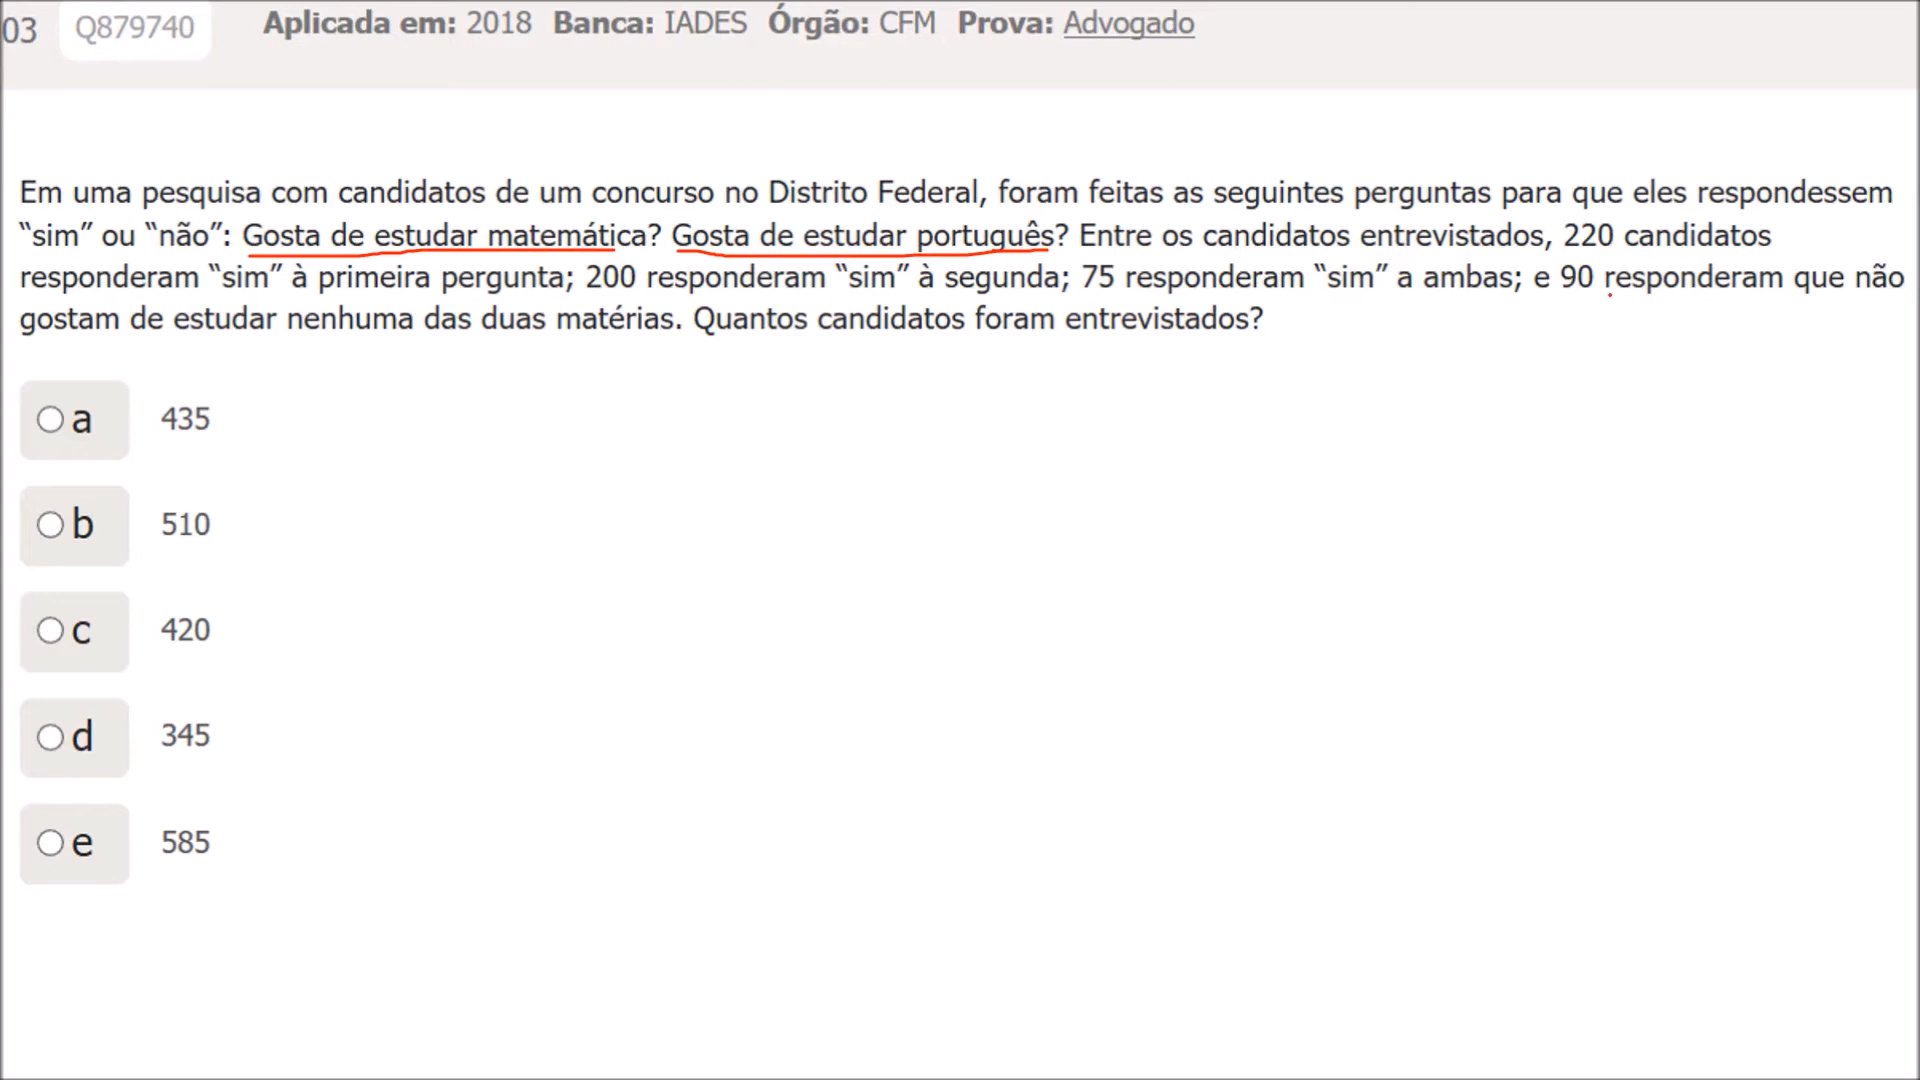 03 Q879740 Aplicada em: 2018 Banca: IADES Órgão: CFM Prova: Advogado
Em uma pesquisa com candidatos de um concurso no Distrito Federal, foram feitas as seguintes perguntas para que eles respondessem
“sim” ou “não”: Gosta de estudar matemática? Gosta de estudar português? Entre os candidatos entrevistados, 220 candidatos
responderam “sim” à primeira pergunta; 200 responderam “sim” à segunda; 75 responderam “sim” a ambas; e 90 responderam que não
gostam de estudar nenhuma das duas matérias. Quantos candidatos foram entrevistados?
a 435
b 510
c 420
d 345
e 585